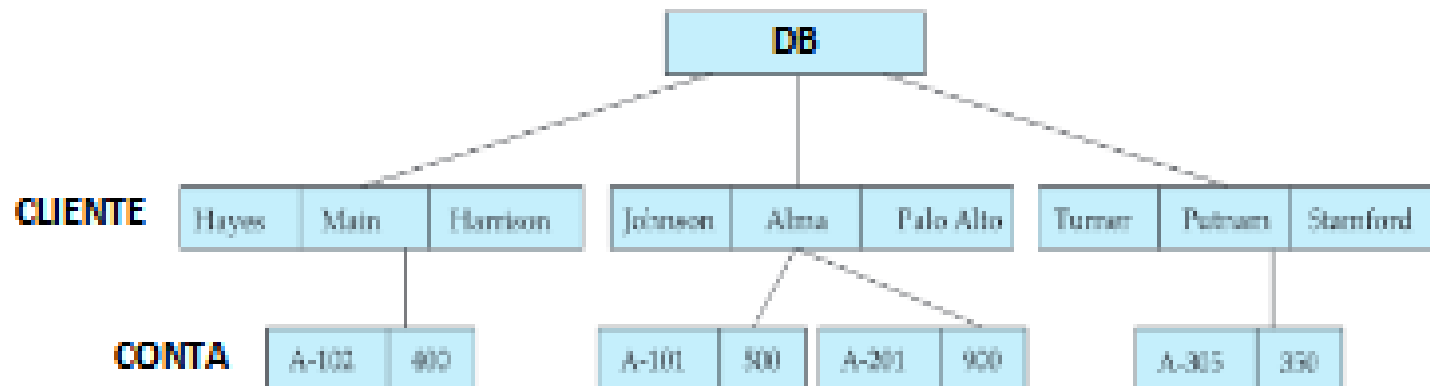 DB
CLIENTE Hayes Main Harrison Johnson Alma Palo Alto Turner Putnam Stamford
CONTA A-102 400 A-101 500 A-201 900 A-305 350